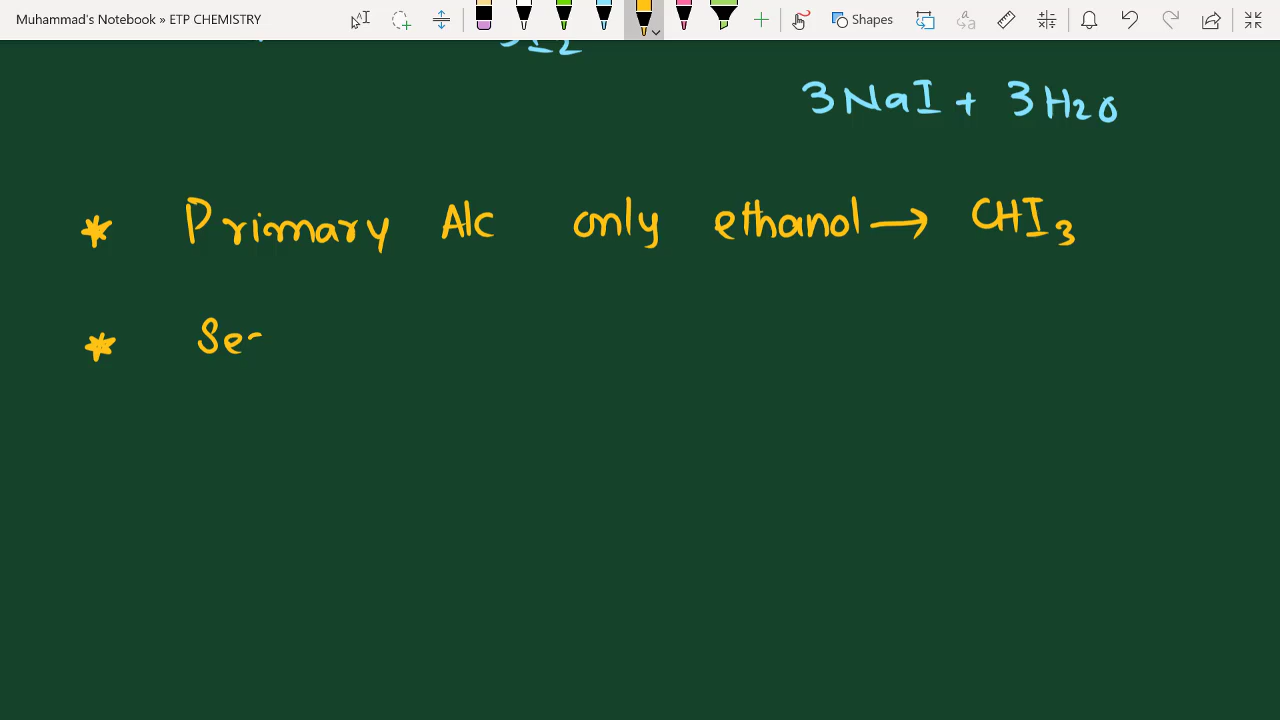 Muhammad's Notebook » ETP CHEMISTRY
Shapes
3NaI + 3H2O
* Primary Alc only ethanol → CHI3
* Se